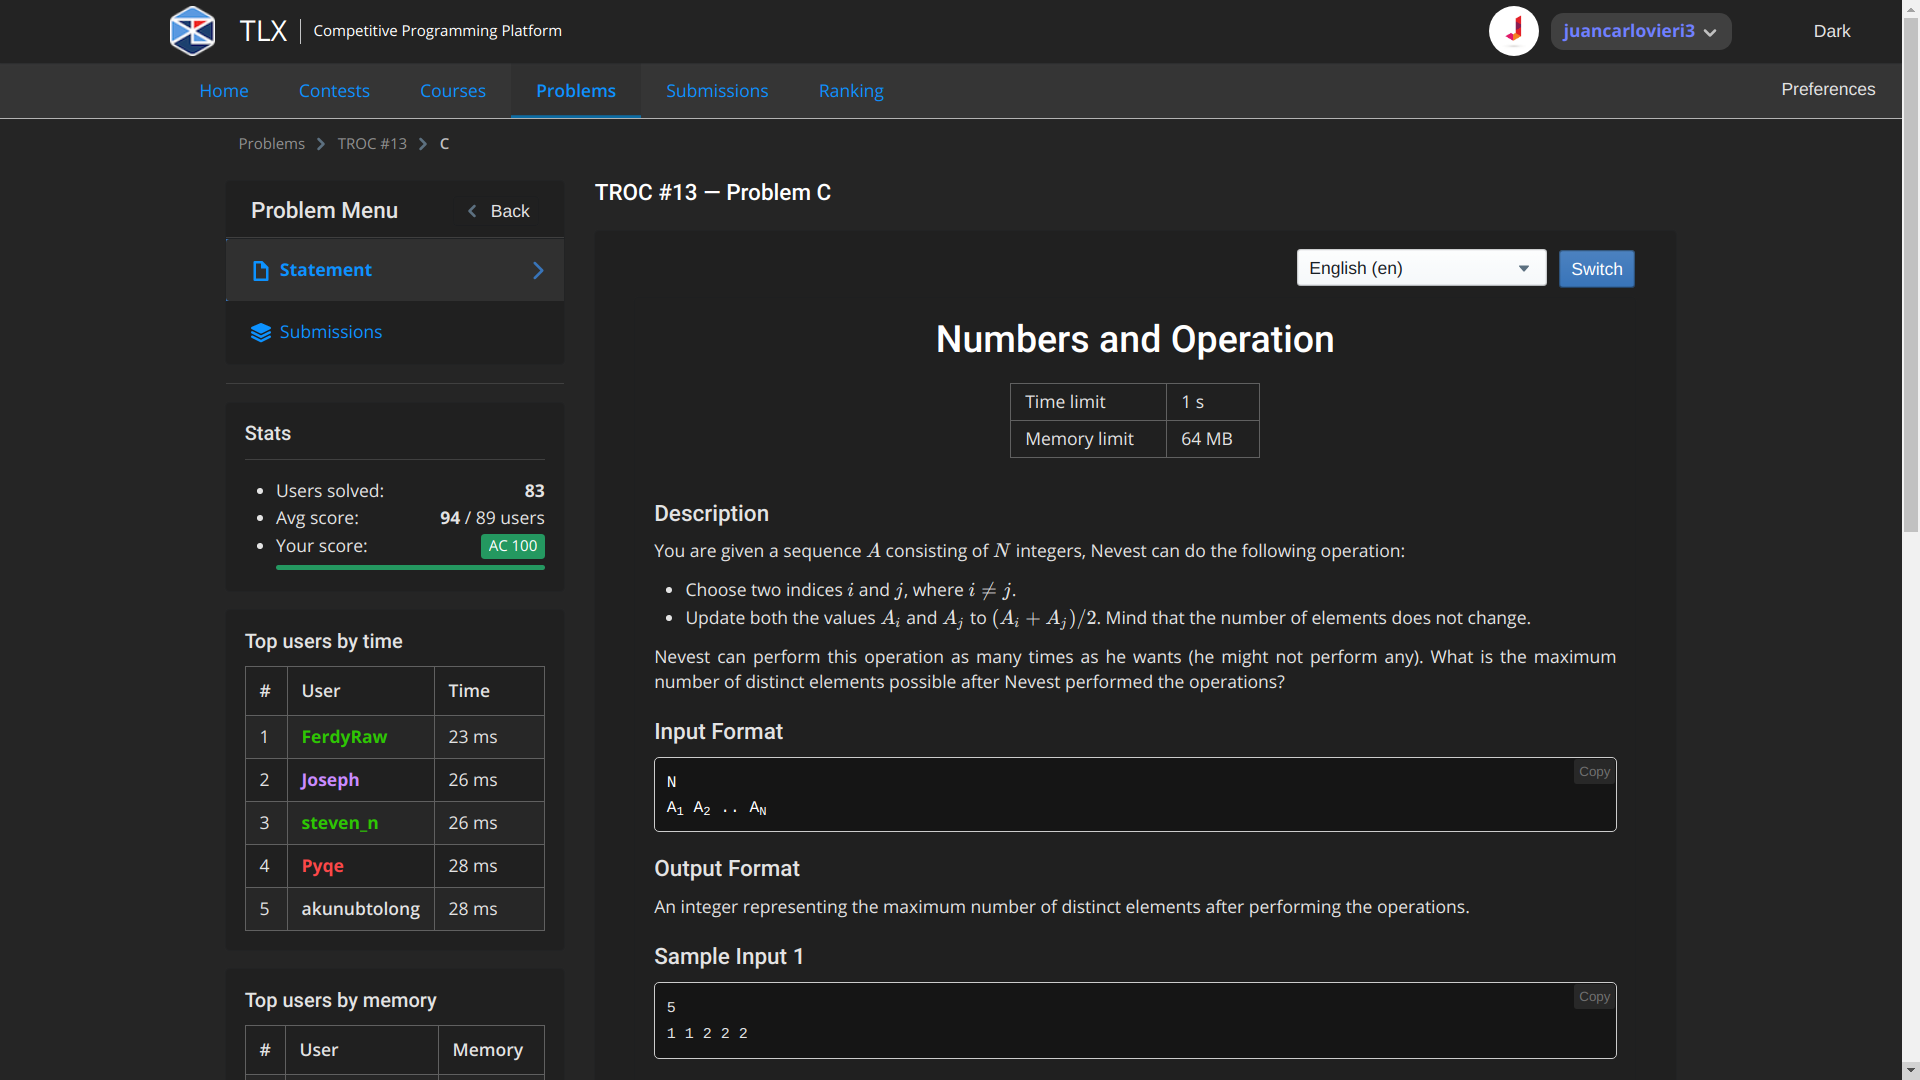 TLX
Competitive Programming Platform
juancarlovieri3
Dark
Home
Contests
Courses
Problems
Submissions
Ranking
Preferences
Problems
TROC #13
C
Problem Menu
Back
Statement
Submissions
Stats
Users solved: 83
Avg score: 94 / 89 users
Your score: AC 100
Top users by time
# User Time
1 FerdyRaw 23 ms
2 Joseph 26 ms
3 steven_n 26 ms
4 Pyqe 28 ms
5 akunubtolong 28 ms
Top users by memory
# User Memory
TROC #13 — Problem C
English (en)
Switch
Numbers and Operation
Time limit 1 s
Memory limit 64 MB
Description
You are given a sequence A consisting of N integers, Nevest can do the following operation:
Choose two indices i and j, where i ≠ j.
Update both the values A_i and A_j to (A_i + A_j)/2. Mind that the number of elements does not change.
Nevest can perform this operation as many times as he wants (he might not perform any). What is the maximum
number of distinct elements possible after Nevest performed the operations?
Input Format
Copy
N
A₁ A₂ .. A_N
Output Format
An integer representing the maximum number of distinct elements after performing the operations.
Sample Input 1
Copy
5
1 1 2 2 2